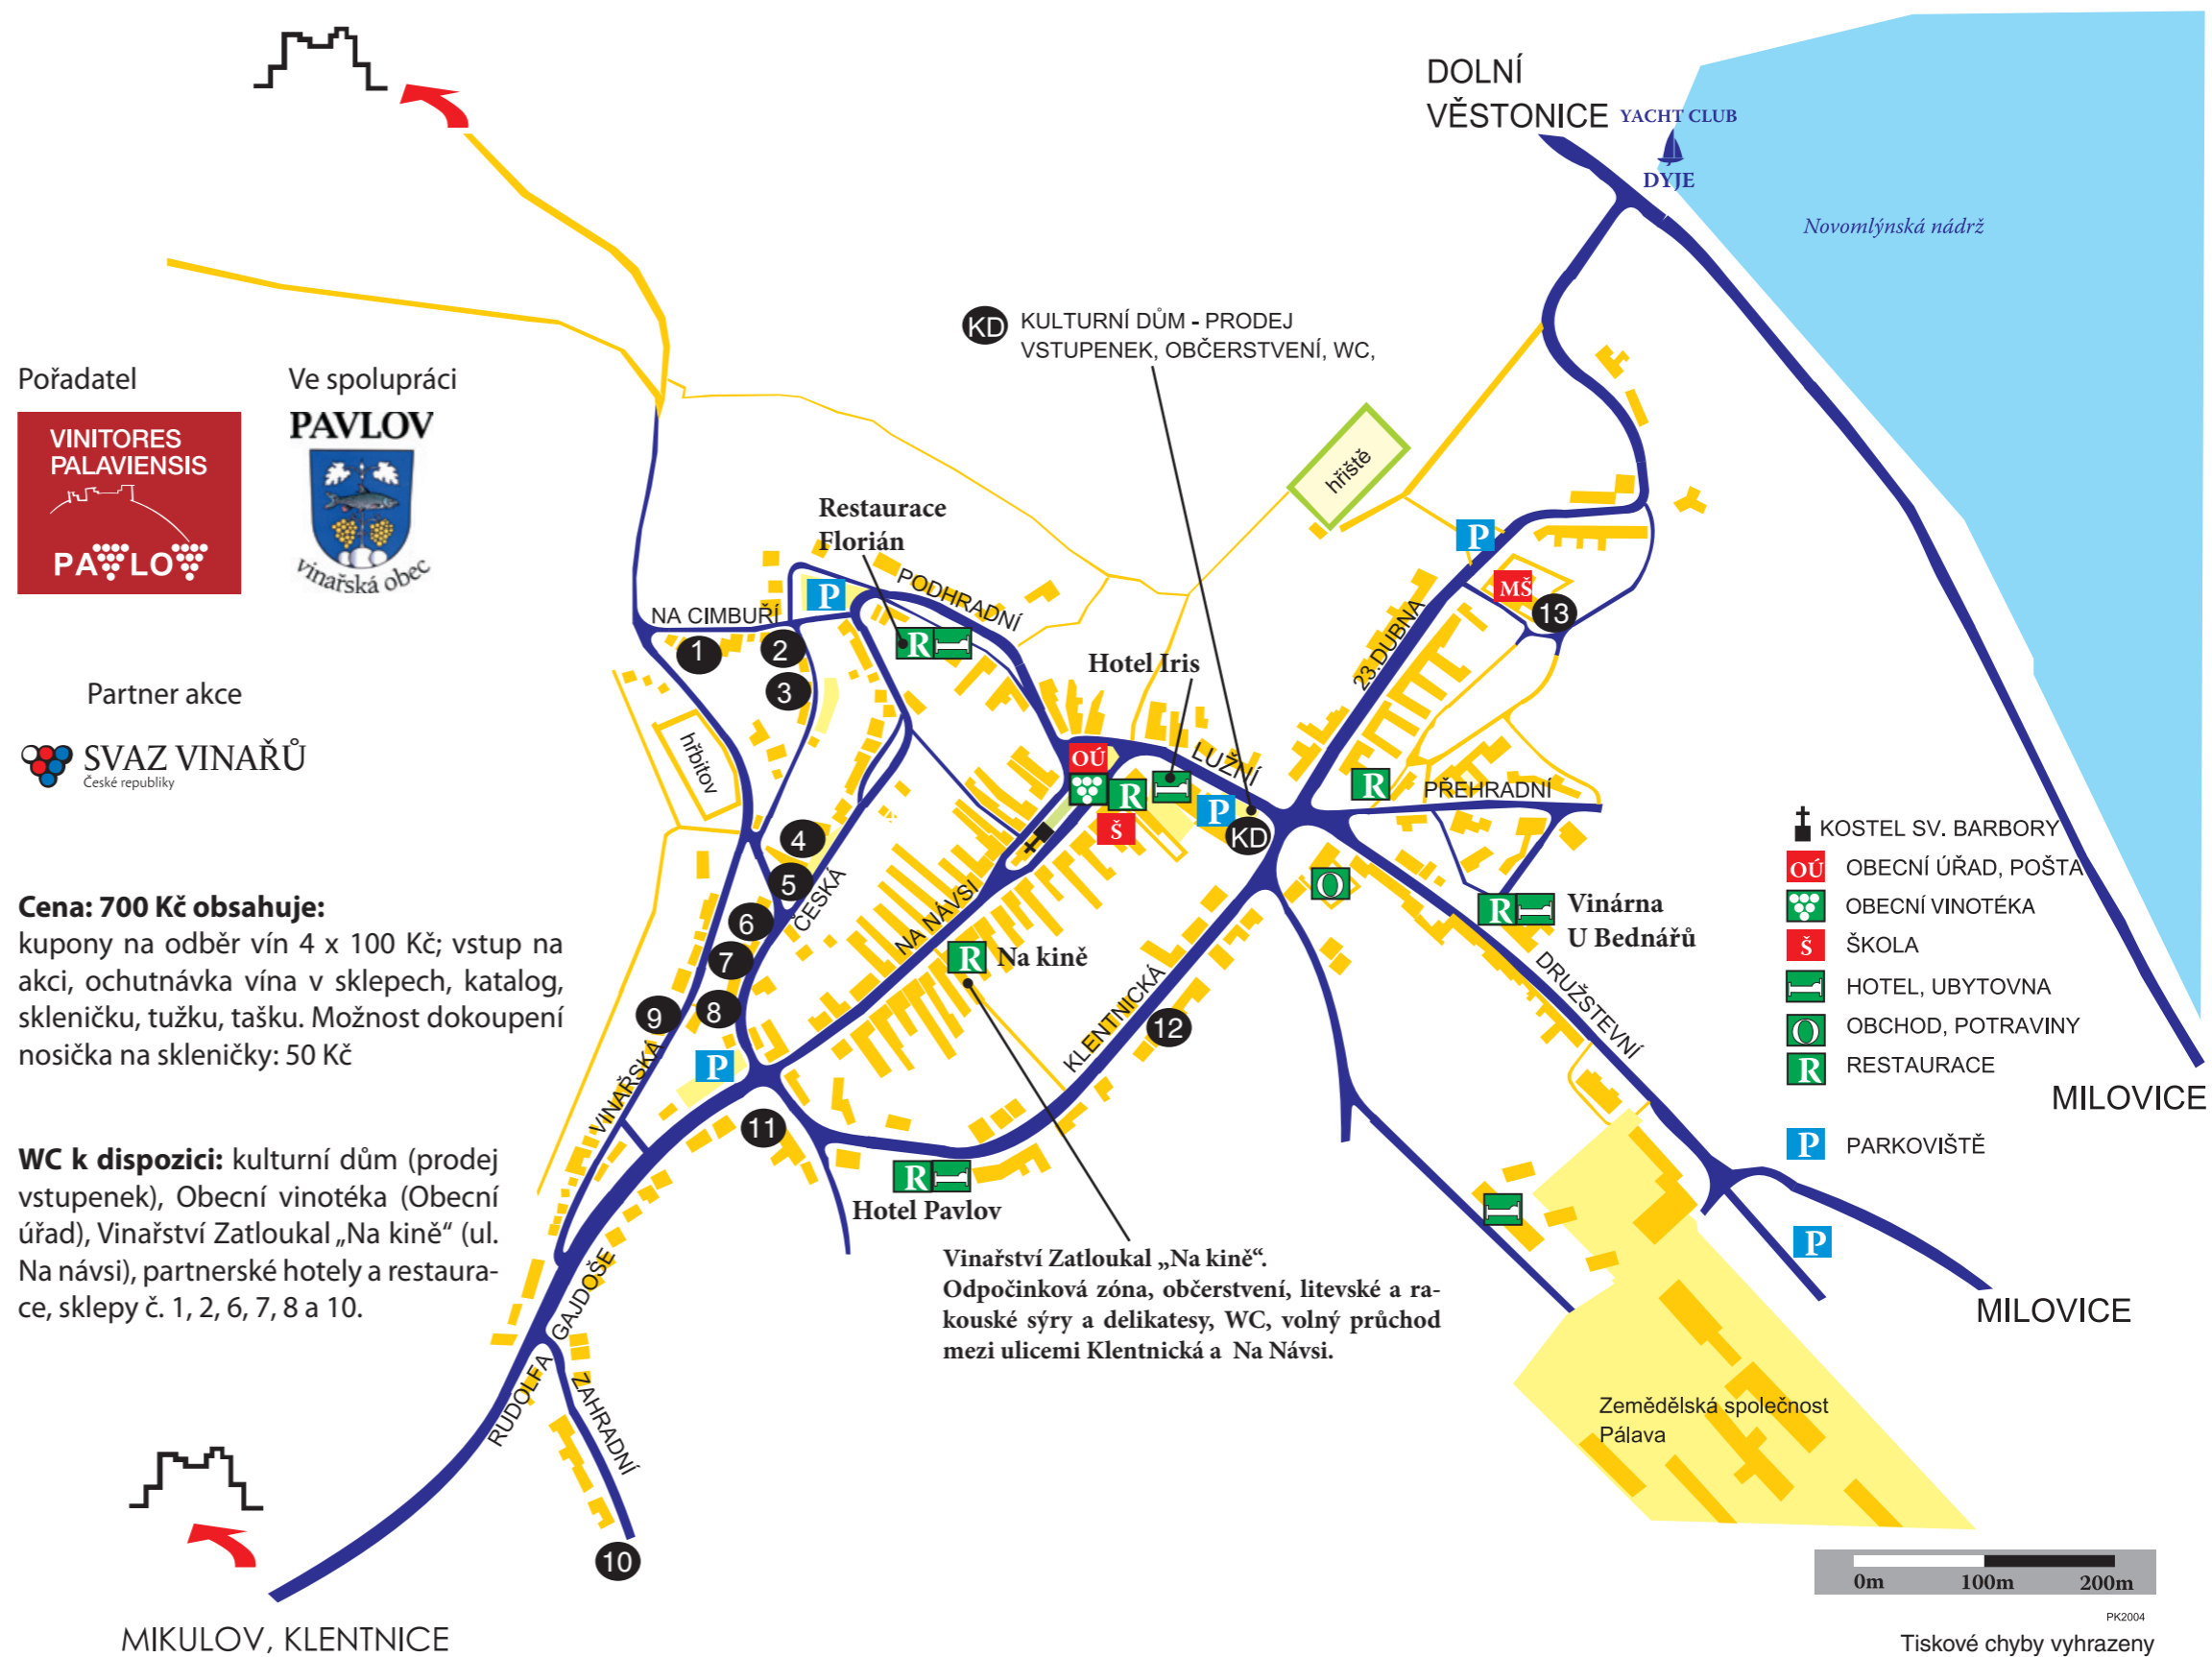 DOLNÍ
VĚSTONICE
YACHT CLUB
DYJE
Novomlýnská nádrž
KD KULTURNÍ DŮM - PRODEJ
VSTUPENEK, OBČERSTVENÍ, WC,
Pořadatel
Ve spolupráci
VINITORES
PALAVIENSIS
PAVLOV
PAVLOV
vinařská obec
Partner akce
SVAZ VINAŘŮ
České republiky
Cena: 700 Kč obsahuje:
kupony na odběr vín 4 x 100 Kč; vstup na
akci, ochutnávka vína v sklepech, katalog,
skleničku, tužku, tašku. Možnost dokoupení
nosička na skleničky: 50 Kč
WC k dispozici: kulturní dům (prodej
vstupenek), Obecní vinotéka (Obecní
úřad), Vinařství Zatloukal „Na kině“ (ul.
Na návsi), partnerské hotely a restaura-
ce, sklepy č. 1, 2, 6, 7, 8 a 10.
Restaurace
Florián
hřiště
P
MŠ
13
P
PODHRADNÍ
NA CIMBUŘÍ
1
2
3
R
23.DUBNA
Hotel Iris
hřbitov
OÚ
LUŽNÍ
R
P
Š
KD
R
PŘEHRADNÍ
4
5
ČESKÁ
6
7
8
9
O
R
Vinárna
U Bednářů
NA NÁVSI
R
Na kině
KLENTNICKÁ
12
DRUŽSTEVNÍ
VINAŘSKÁ
P
11
R
Hotel Pavlov
Vinařství Zatloukal „Na kině“.
Odpočinková zóna, občerstvení, litevské a ra-
kouské sýry a delikatesy, WC, volný průchod
mezi ulicemi Klentnická a Na Návsi.
RUDOLFA GAJDOŠE
ZAHRADNÍ
10
MIKULOV, KLENTNICE
KOSTEL SV. BARBORY
OÚ OBECNÍ ÚŘAD, POŠTA
OBECNÍ VINOTÉKA
Š ŠKOLA
HOTEL, UBYTOVNA
O OBCHOD, POTRAVINY
R RESTAURACE
P PARKOVIŠTĚ
MILOVICE
P
MILOVICE
Zemědělská společnost
Pálava
0m 100m 200m
PK2004
Tiskové chyby vyhrazeny